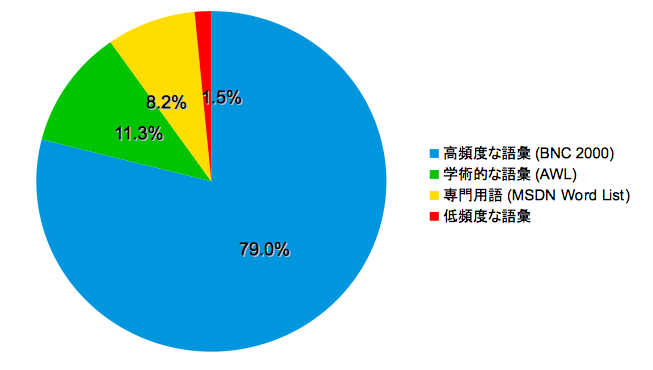 1.5%
8.2%
11.3%
79.0%
高頻度な語彙 (BNC 2000)
学術的な語彙 (AWL)
専門用語 (MSDN Word List)
低頻度な語彙